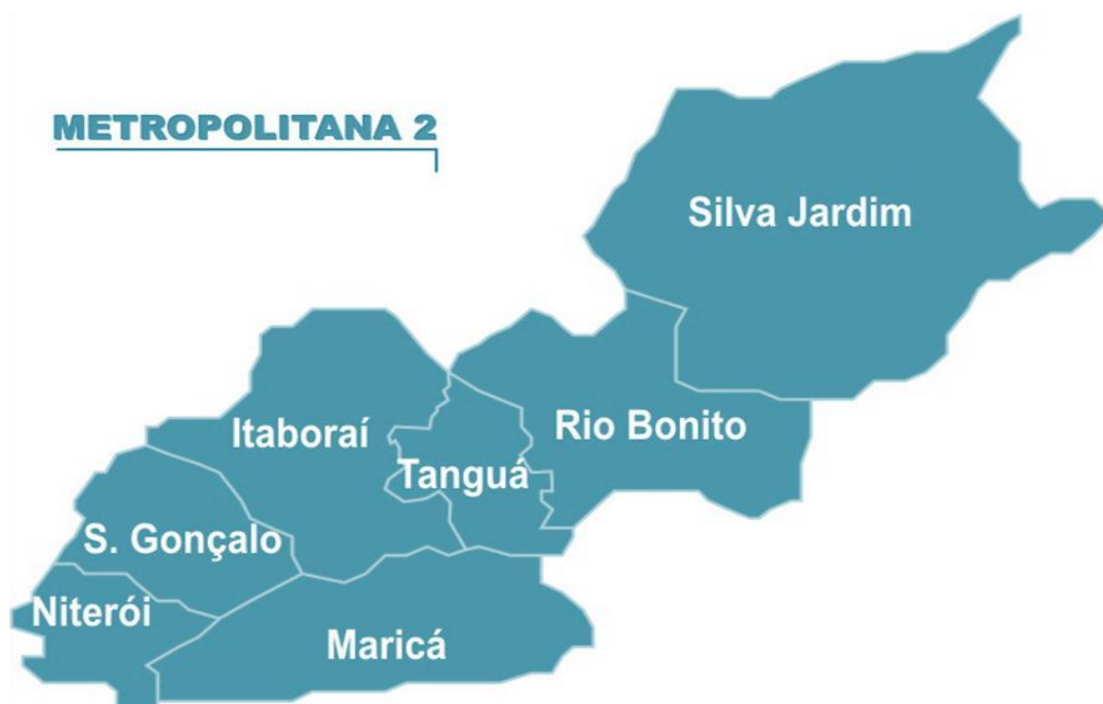 METROPOLITANA 2
Silva Jardim
Rio Bonito
Itaboraí
Tanguá
S. Gonçalo
Niterói
Maricá